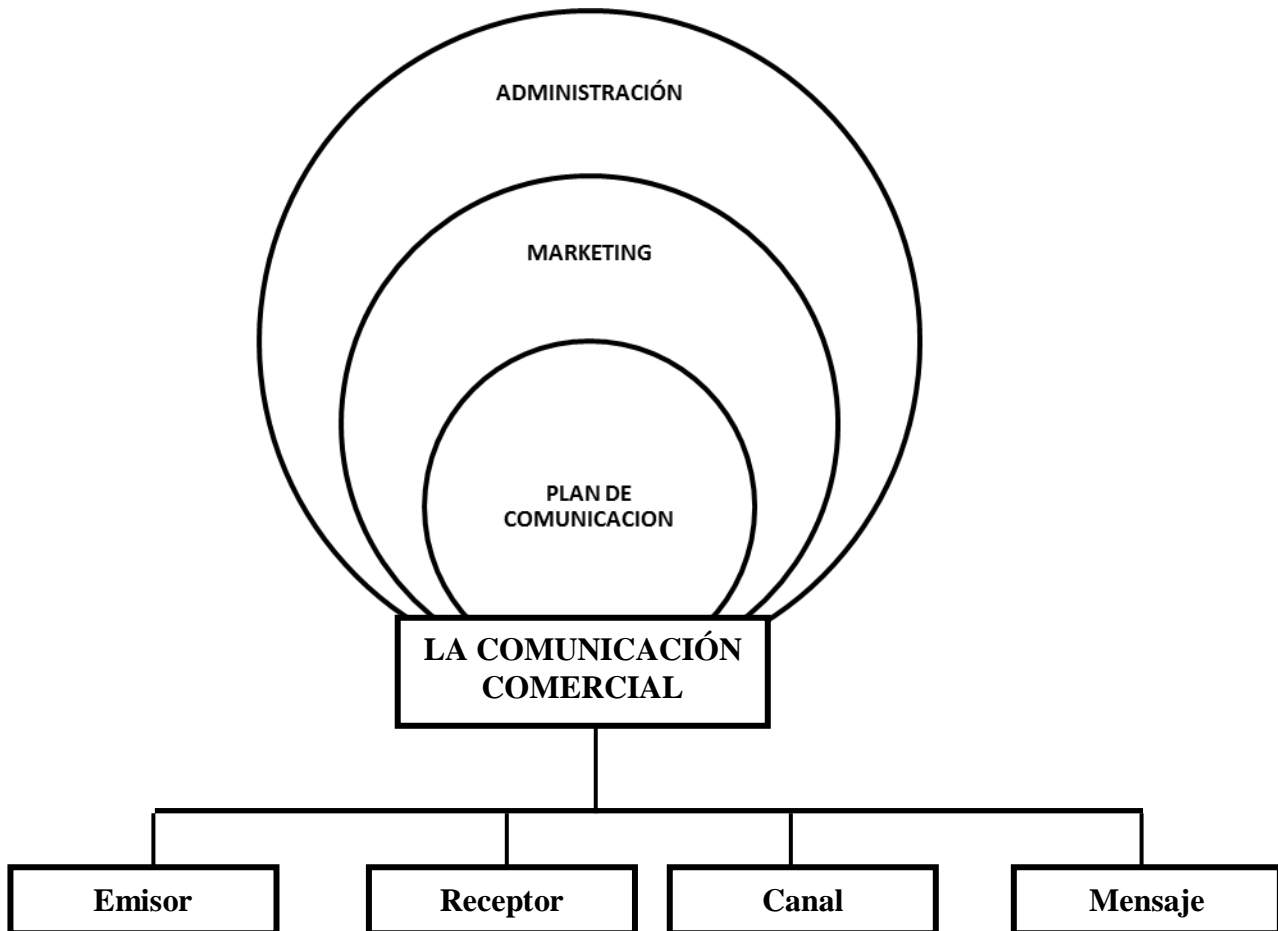 ADMINISTRACIÓN
MARKETING
PLAN DE
COMUNICACION
LA COMUNICACIÓN
COMERCIAL
Emisor
Receptor
Canal
Mensaje